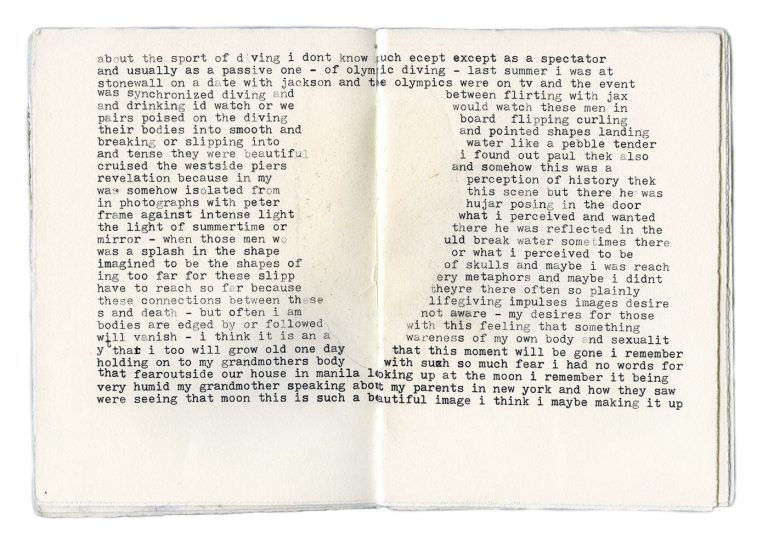 about the sport of diving i dont know much ecept except as a spectator
and usually as a passive one - of olympic diving - last summer i was at
stonewall on a date with jackson and the olympics were on tv and the event
was synchronized diving and between flirting with jax
and drinking id watch or we would watch these men in
pairs poised on the diving board flipping curling
their bodies into smooth and and pointed shapes landing
breaking or slipping into water like a pebble tender
and tense they were beautiful i found out paul thek also
cruised the westside piers and somehow this was a
revelation because in my perception of history thek
was somehow isolated from this scene but there he was
in photographs with peter hujar posing in the door
frame against intense light what i perceived and wanted
the light of summertime or there he was reflected in the
mirror - when those men wo uld break water sometimes there
was a splash in the shape or what i perceived to be
imagined to be the shapes of of skulls and maybe i was reach
ing too far for these slipp ery metaphors and maybe i didnt
have to reach so far because theyre there often so plainly
these connections between these lifegiving impulses images desire
s and death - but often i am not aware - my desires for those
bodies are edged by or followed with this feeling that something
will vanish - i think it is an a wareness of my own body and sexualit
y that i too will grow old one day that this moment will be gone i remember
holding on to my grandmothers body with such so much fear i had no words for
that fearoutside our house in manila looking up at the moon i remember it being
very humid my grandmother speaking about my parents in new york and how they saw
were seeing that moon this is such a beautiful image i think i maybe making it up